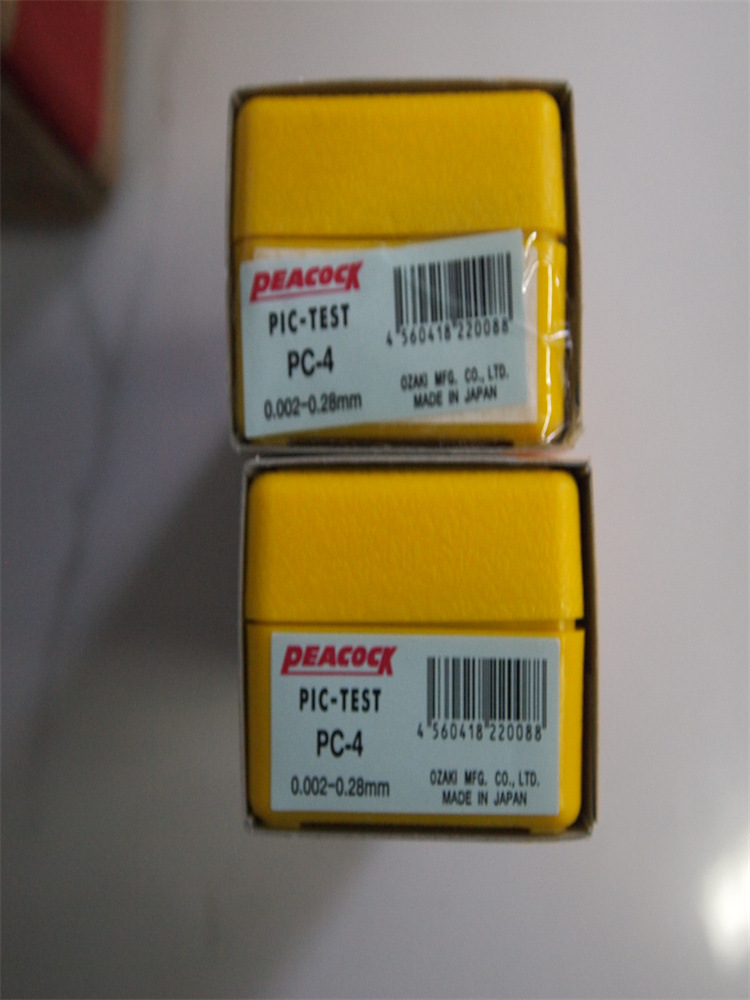 PEACOCK
PIC-TEST
PC-4
0.002-0.28mm
4 560418 220088
OZAKI MFG. CO., LTD.
MADE IN JAPAN
PEACOCK
PIC-TEST
PC-4
0.002-0.28mm
4 560418 220088
OZAKI MFG. CO., LTD.
MADE IN JAPAN